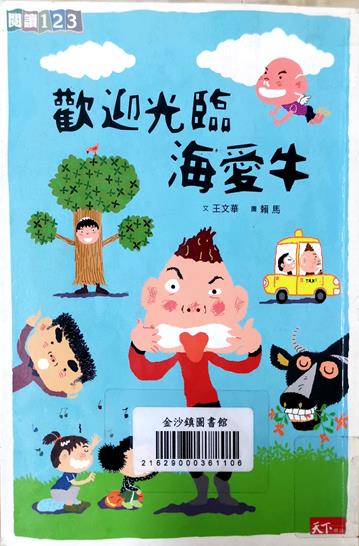 閱讀123
歡迎光臨
海愛牛
文 王文華 圖 賴馬
TAXI
金沙鎮圖書館
21629000361106
天下